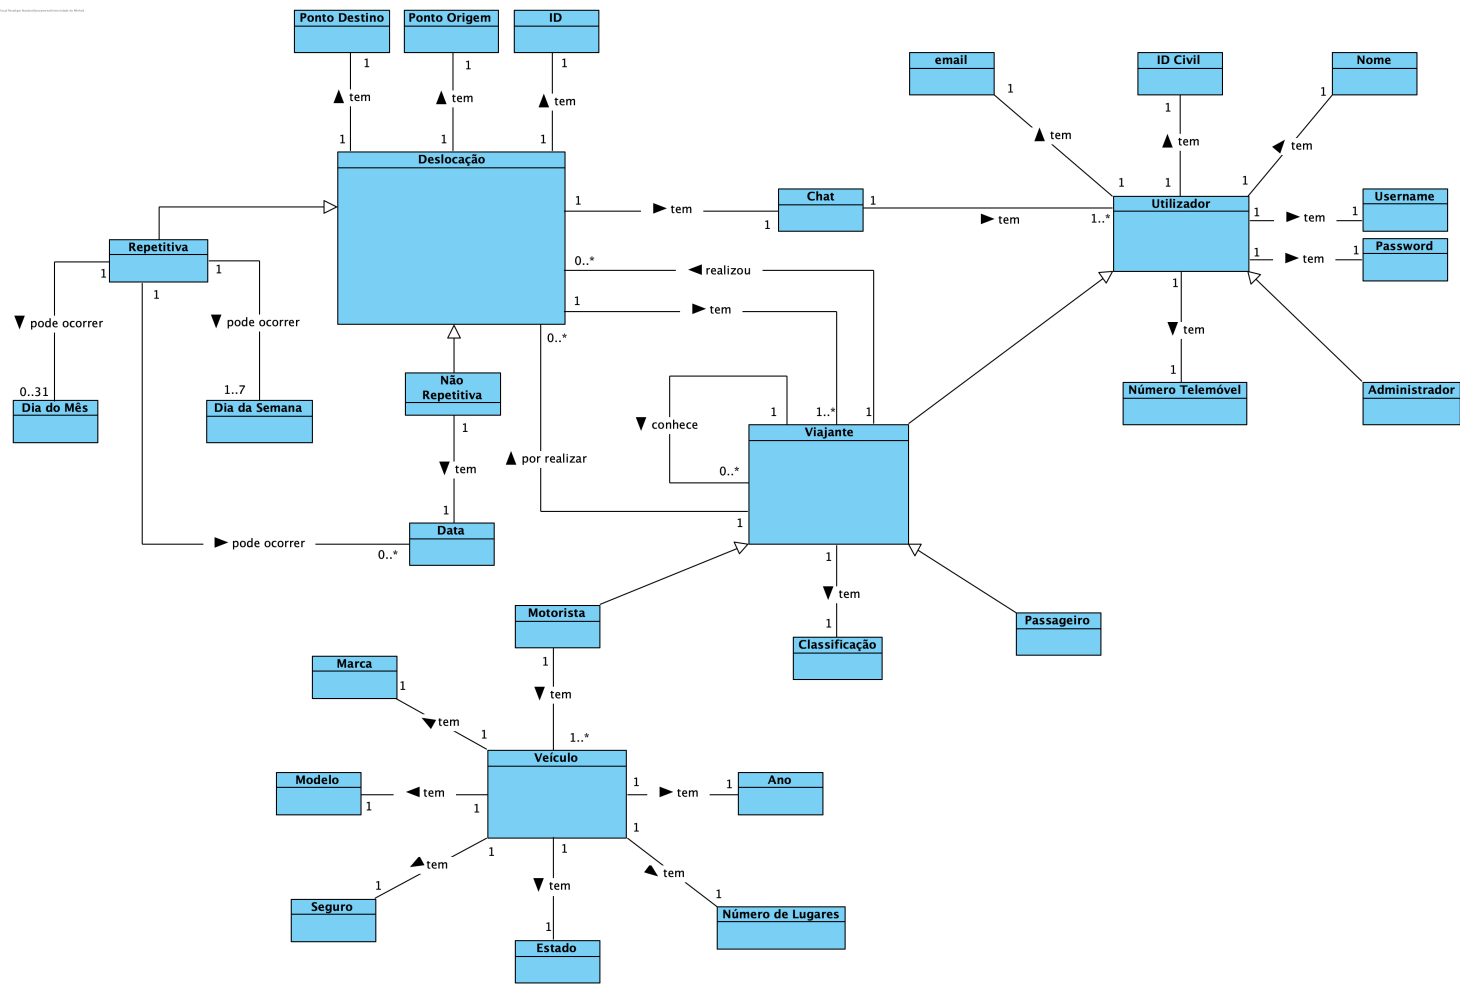 Ponto Destino
Ponto Origem
ID
1
1
1
tem
tem
tem
1
1
1
Deslocação
email
ID Civil
Nome
1
1
1
tem
tem
tem
1
1
1
Utilizador
Chat
1
tem
1
1
tem
1..*
Username
1
tem
1
Password
1
tem
1
Repetitiva
1
1
1
pode ocorrer
pode ocorrer
0..31
1..7
Dia do Mês
Dia da Semana
0..*
realizou
1
tem
0..*
1
tem
1
Número Telemóvel
Administrador
Não
Repetitiva
1
tem
1
Data
pode ocorrer
0..*
por realizar
1
conhece
0..*
1
1..*
1
Viajante
1
tem
1
Motorista
Classificação
Passageiro
1
tem
1..*
Marca
1
tem
1
Veículo
Modelo
1
tem
1
1
tem
1
Ano
1
tem
1
Seguro
1
tem
1
Estado
1
tem
1
Número de Lugares